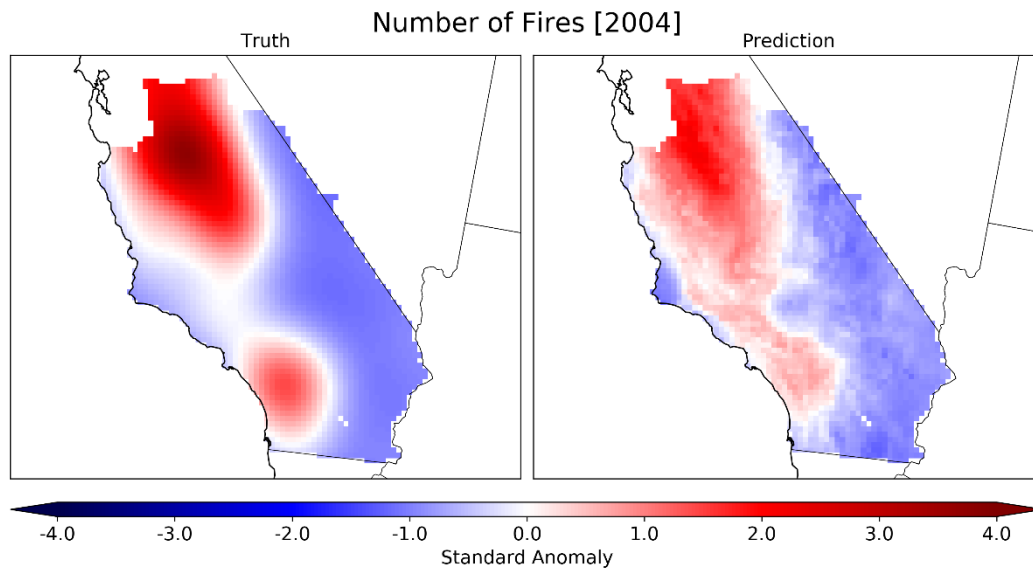 Number of Fires [2004]
Truth
Prediction
-4.0 -3.0 -2.0 -1.0 0.0 1.0 2.0 3.0 4.0
Standard Anomaly